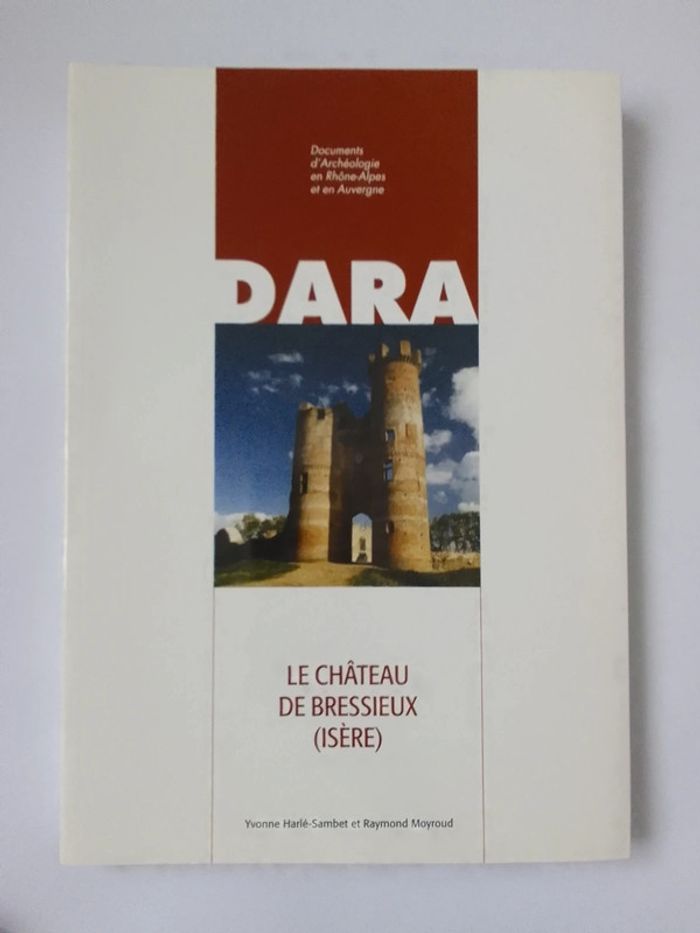 Documents
d'Archéologie
en Rhône-Alpes
et en Auvergne
DARA
LE CHÂTEAU
DE BRESSIEUX
(ISÈRE)
Yvonne Harlé-Sambet et Raymond Moyroud